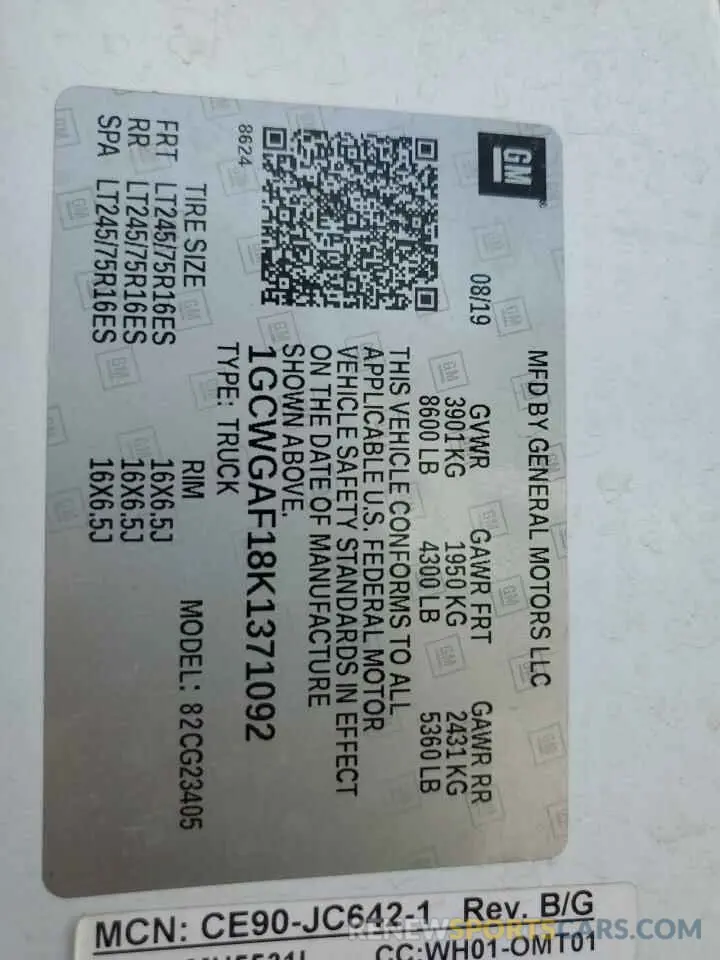 GM
MFD BY GENERAL MOTORS LLC
08/19 GVWR GAWR FRT GAWR RR
3901KG 1950 KG 2431 KG
8600 LB 4300 LB 5360 LB
THIS VEHICLE CONFORMS TO ALL
APPLICABLE U.S. FEDERAL MOTOR
VEHICLE SAFETY STANDARDS IN EFFECT
ON THE DATE OF MANUFACTURE
SHOWN ABOVE.
1GCWGAF18K1371092
8624 TYPE: TRUCK
MODEL: 82CG23405
TIRE SIZE RIM
FRT LT245/75R16ES 16X6.5J
RR LT245/75R16ES 16X6.5J
SPA LT245/75R16ES 16X6.5J
MCN: CE90-JC642-1 Rev. B/G
CC:WH01-OMT01
RENEWSPORTSCARS.COM